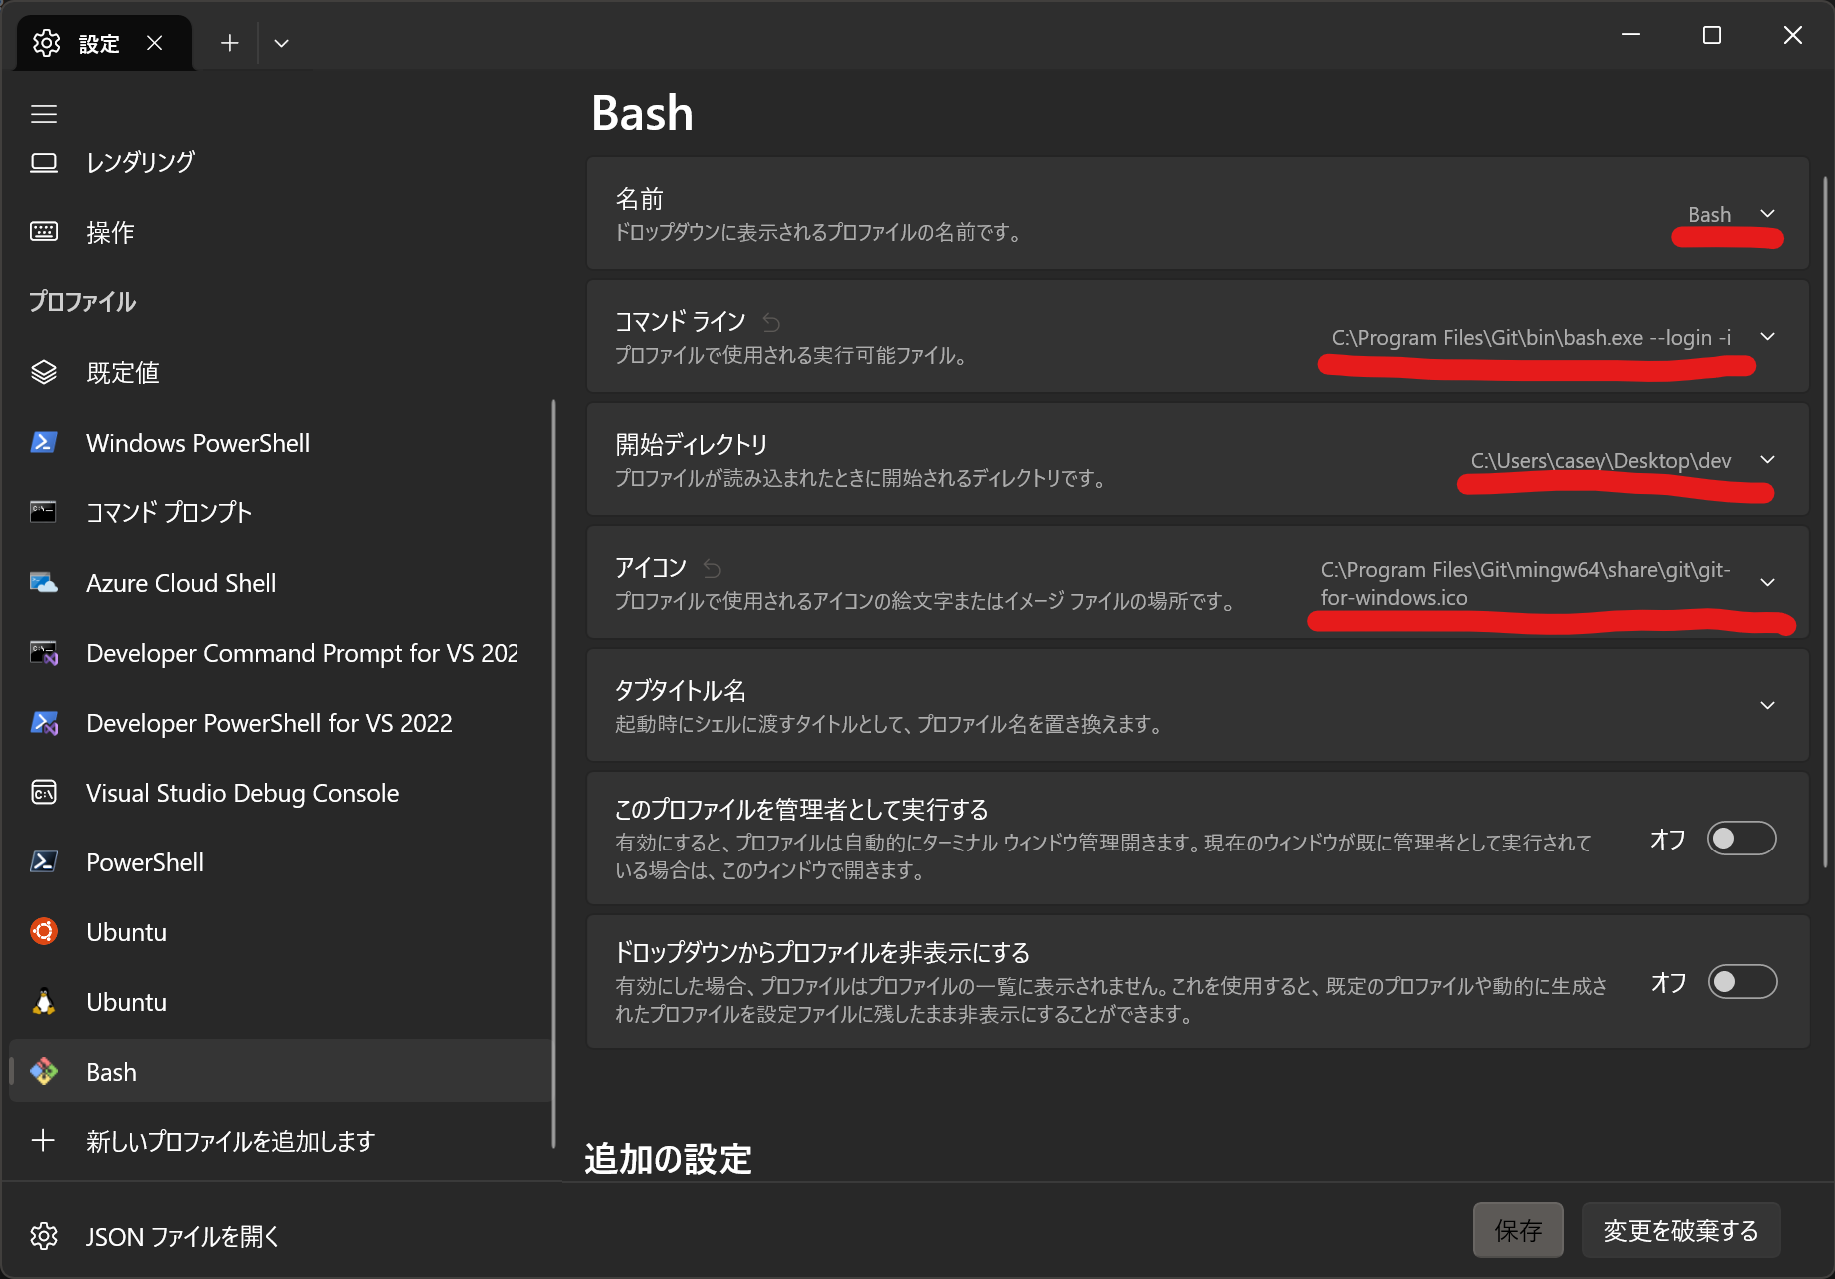 設定
レンダリング
操作
プロファイル
既定値
Windows PowerShell
コマンド プロンプト
Azure Cloud Shell
Developer Command Prompt for VS 202
Developer PowerShell for VS 2022
Visual Studio Debug Console
PowerShell
Ubuntu
Ubuntu
Bash
新しいプロファイルを追加します
JSON ファイルを開く
Bash
名前
ドロップダウンに表示されるプロファイルの名前です。
Bash
コマンド ライン
プロファイルで使用される実行可能ファイル。
C:\Program Files\Git\bin\bash.exe --login -i
開始ディレクトリ
プロファイルが読み込まれたときに開始されるディレクトリです。
C:\Users\casey\Desktop\dev
アイコン
プロファイルで使用されるアイコンの絵文字またはイメージ ファイルの場所です。
C:\Program Files\Git\mingw64\share\git\git-
for-windows.ico
タブタイトル名
起動時にシェルに渡すタイトルとして、プロファイル名を置き換えます。
このプロファイルを管理者として実行する
有効にすると、プロファイルは自動的にターミナル ウィンドウ管理開きます。現在のウィンドウが既に管理者として実行されて
いる場合は、このウィンドウで開きます。
オフ
ドロップダウンからプロファイルを非表示にする
有効にした場合、プロファイルはプロファイルの一覧に表示されません。これを使用すると、既定のプロファイルや動的に生成さ
れたプロファイルを設定ファイルに残したまま非表示にすることができます。
オフ
追加の設定
保存
変更を破棄する